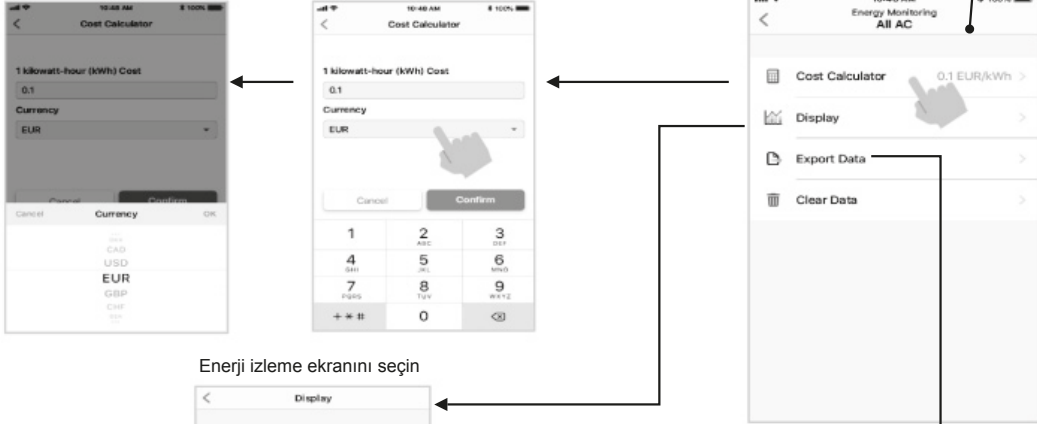 10:48 AM
100%
Cost Calculator
1 kilowatt-hour (kWh) Cost
0.1
Currency
EUR
Cancel
Confirm
Cancel
Currency
OK
CAD
USD
EUR
GBP
CHF
10:48 AM
100%
Cost Calculator
1 kilowatt-hour (kWh) Cost
0.1
Currency
EUR
Cancel
Confirm
1
2
ABC
3
DEF
4
GHI
5
JKL
6
MNO
7
PQRS
8
TUV
9
WXYZ
+ * #
0
Energy Monitoring
All AC
Cost Calculator
0.1 EUR/kWh
Display
Export Data
Clear Data
Enerji izleme ekranını seçin
Display